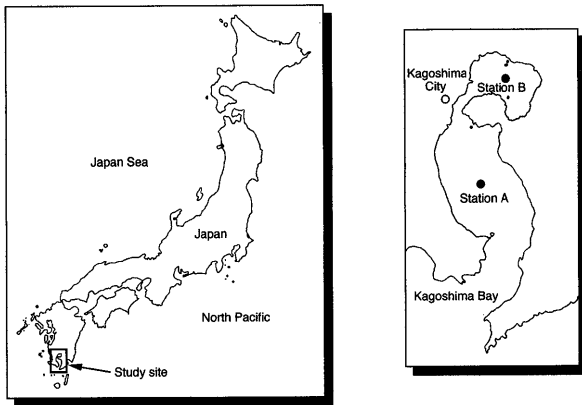 Japan Sea
Japan
North Pacific
Study site
Kagoshima
City
Station B
Station A
Kagoshima Bay